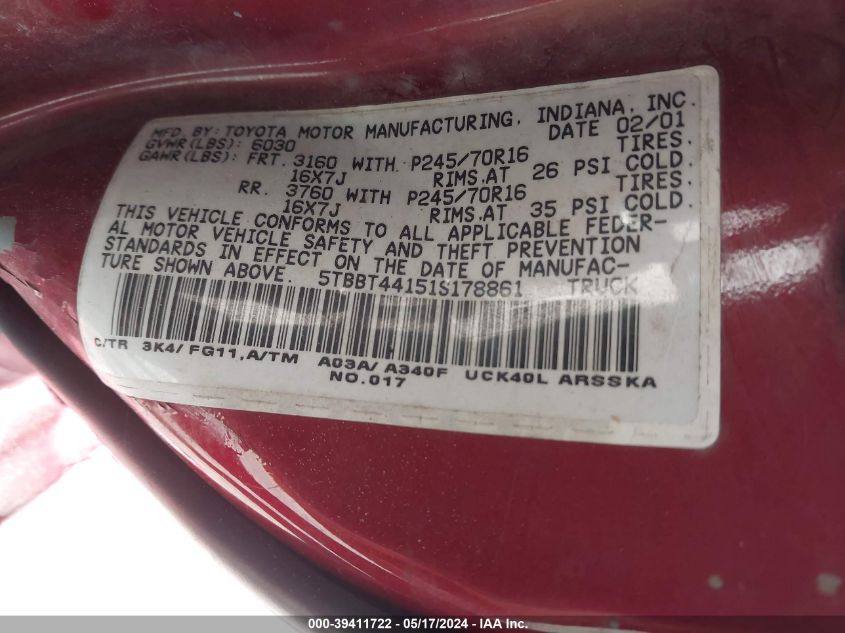 MFD. BY: TOYOTA MOTOR MANUFACTURING, INDIANA, INC.
GVWR(LBS): 6030 DATE 02/01
GAWR(LBS): FRT. 3160 WITH P245/70R16 TIRES.
16X7J RIMS.AT 26 PSI COLD.
RR. 3760 WITH P245/70R16 TIRES.
16X7J RIMS.AT 35 PSI COLD.
THIS VEHICLE CONFORMS TO ALL APPLICABLE FEDER-
AL MOTOR VEHICLE SAFETY AND THEFT PREVENTION
STANDARDS IN EFFECT ON THE DATE OF MANUFAC-
TURE SHOWN ABOVE. 5TBBT44151S178861 TRUCK
C/TR 3K4/FG11,A/TM A03A/A340F UCK40L ARSSKA
NO.017
000-39411722 - 05/17/2024 - IAAI.COM